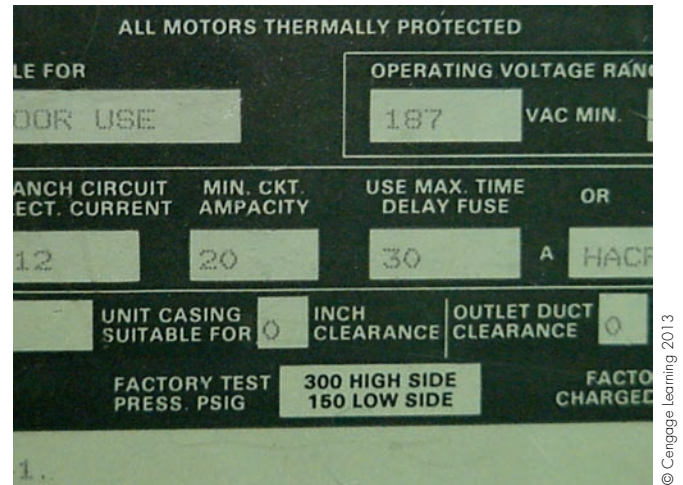 ALL MOTORS THERMALLY PROTECTED
LE FOR
OPERATING VOLTAGE RAN
OOR USE
187
VAC MIN.
ANCH CIRCUIT
ECT. CURRENT
MIN. CKT.
AMPACITY
USE MAX. TIME
DELAY FUSE
OR
12
20
30
A
HACR
UNIT CASING
SUITABLE FOR
0
INCH
CLEARANCE
OUTLET DUCT
CLEARANCE
0
FACTORY TEST
PRESS. PSIG
300 HIGH SIDE
150 LOW SIDE
FACTO
CHARGED
1.
© Cengage Learning 2013